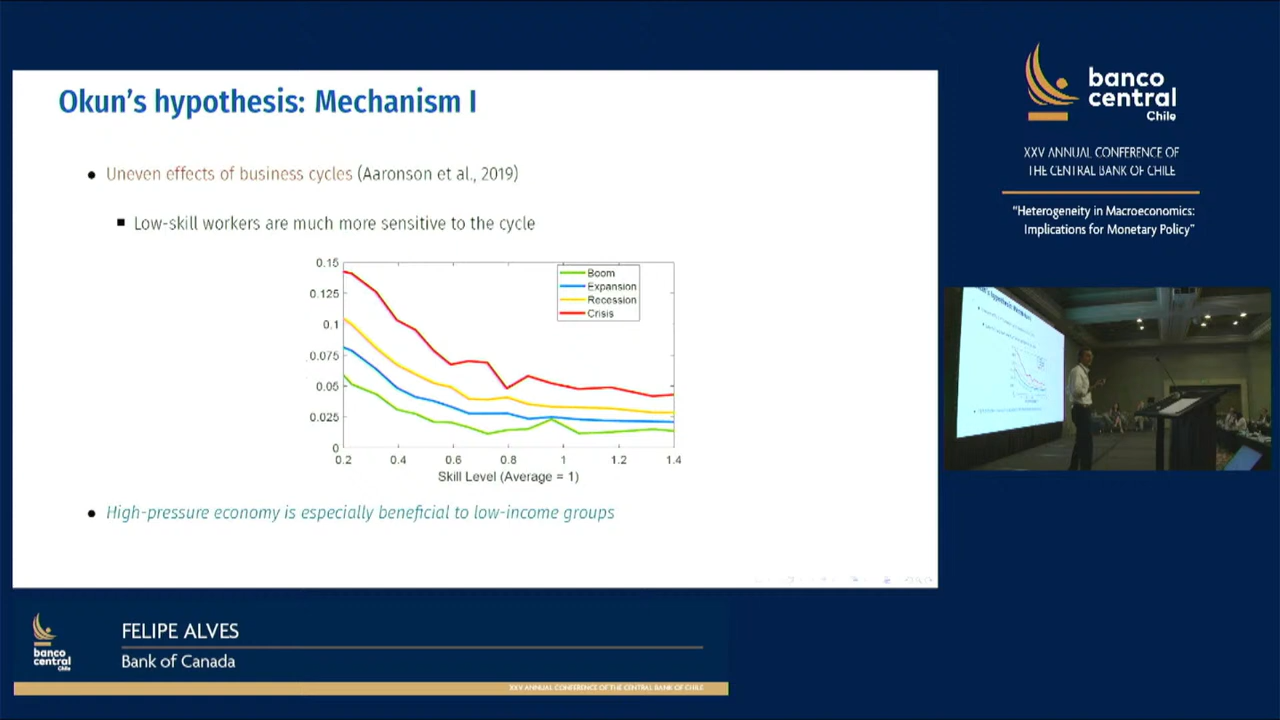 Okun's hypothesis: Mechanism I
Uneven effects of business cycles (Aaronson et al., 2019)
Low-skill workers are much more sensitive to the cycle
0.15
0.125
0.1
0.075
0.05
0.025
0
Boom
Expansion
Recession
Crisis
0.2 0.4 0.6 0.8 1 1.2 1.4
Skill Level (Average = 1)
High-pressure economy is especially beneficial to low-income groups
banco
central
Chile
XXV ANNUAL CONFERENCE OF
THE CENTRAL BANK OF CHILE
"Heterogeneity in Macroeconomics:
Implications for Monetary Policy"
banco
central
Chile
FELIPE ALVES
Bank of Canada
XXV ANNUAL CONFERENCE OF THE CENTRAL BANK OF CHILE